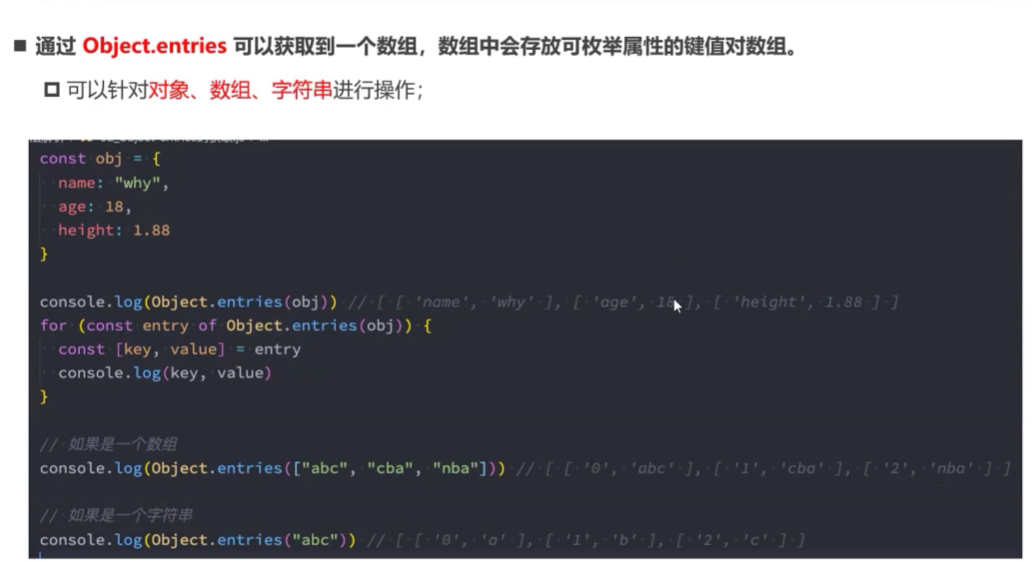 ■ 通过 Object.entries 可以获取到一个数组，数组中会存放可枚举属性的键值对数组。
可以针对对象、数组、字符串进行操作；
const obj = {
name: "why",
age: 18,
height: 1.88
}
console.log(Object.entries(obj)) // [ [ 'name', 'why' ], [ 'age', 18 ], [ 'height', 1.88 ] ]
for (const entry of Object.entries(obj)) {
const [key, value] = entry
console.log(key, value)
}
// 如果是一个数组
console.log(Object.entries(["abc", "cba", "nba"])) // [ [ '0', 'abc' ], [ '1', 'cba' ], [ '2', 'nba' ] ]
// 如果是一个字符串
console.log(Object.entries("abc")) // [ [ '0', 'a' ], [ '1', 'b' ], [ '2', 'c' ] ]